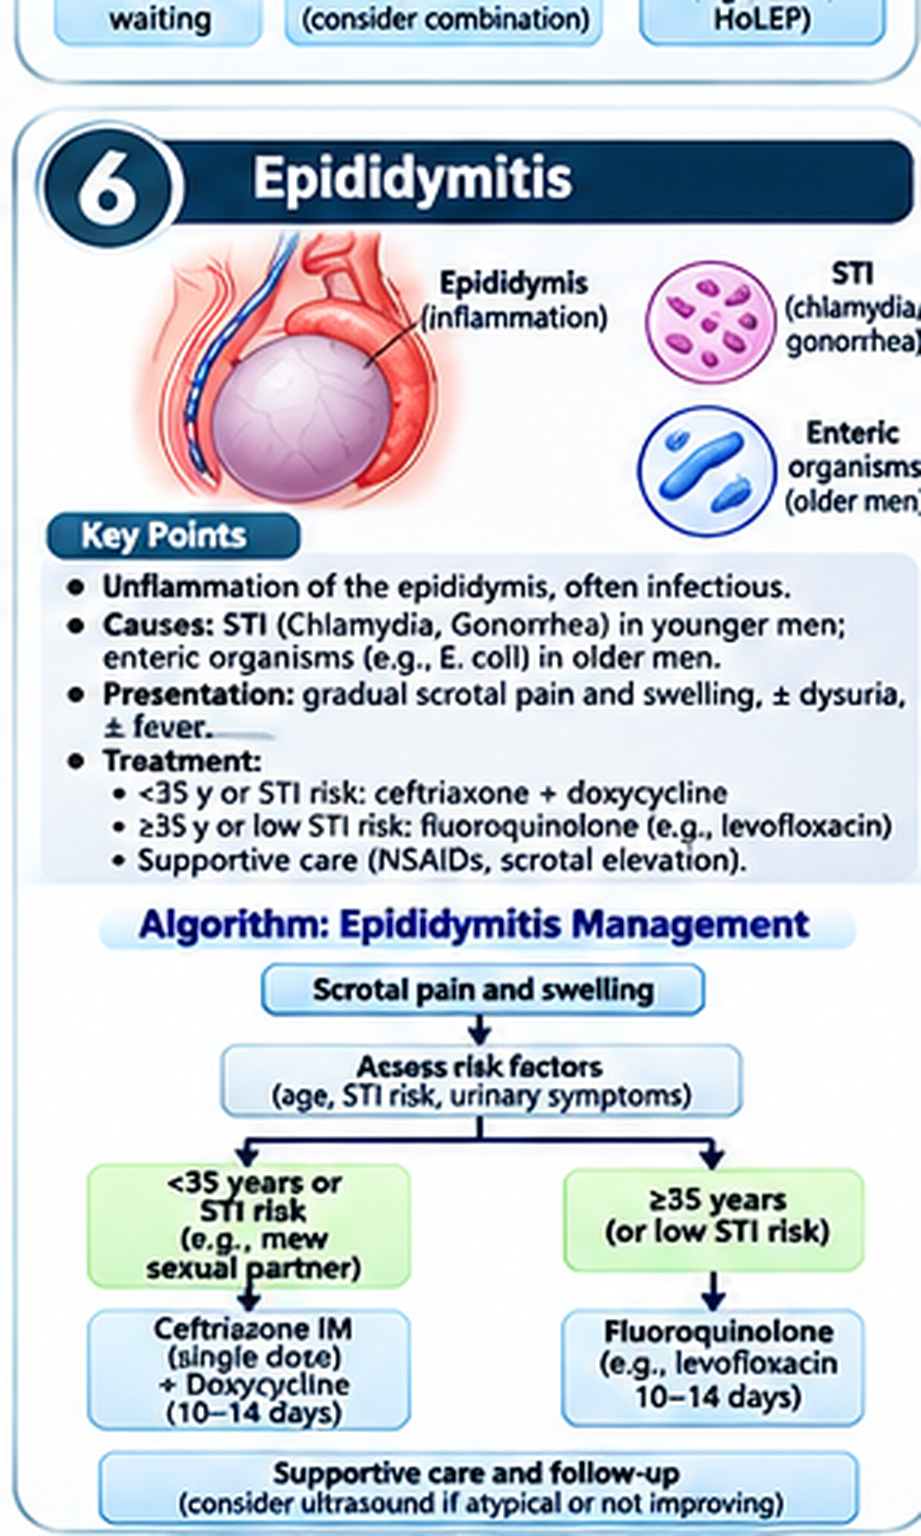 waiting
(consider combination)
HoLEP)
6
Epididymitis
Epididymis
(inflammation)
STI
(chlamydia,
gonorrhea)
Enteric
organisms
(older men)
Key Points
• Unflammation of the epididymis, often infectious.
• Causes: STI (Chlamydia, Gonorrhea) in younger men;
enteric organisms (e.g., E. coll) in older men.
• Presentation: gradual scrotal pain and swelling, ± dysuria,
± fever.
• Treatment:
• <35 y or STI risk: ceftriaxone + doxycycline
• ≥35 y or low STI risk: fluoroquinolone (e.g., levofloxacin)
• Supportive care (NSAIDs, scrotal elevation).
Algorithm: Epididymitis Management
Scrotal pain and swelling
Acsess risk factors
(age, STI risk, urinary symptoms)
<35 years or
STI risk
(e.g., mew
sexual partner)
≥35 years
(or low STI risk)
Ceftriazone IM
(single dote)
+ Doxycycline
(10–14 days)
Fluoroquinolone
(e.g., levofloxacin
10–14 days)
Supportive care and follow-up
(consider ultrasound if atypical or not improving)